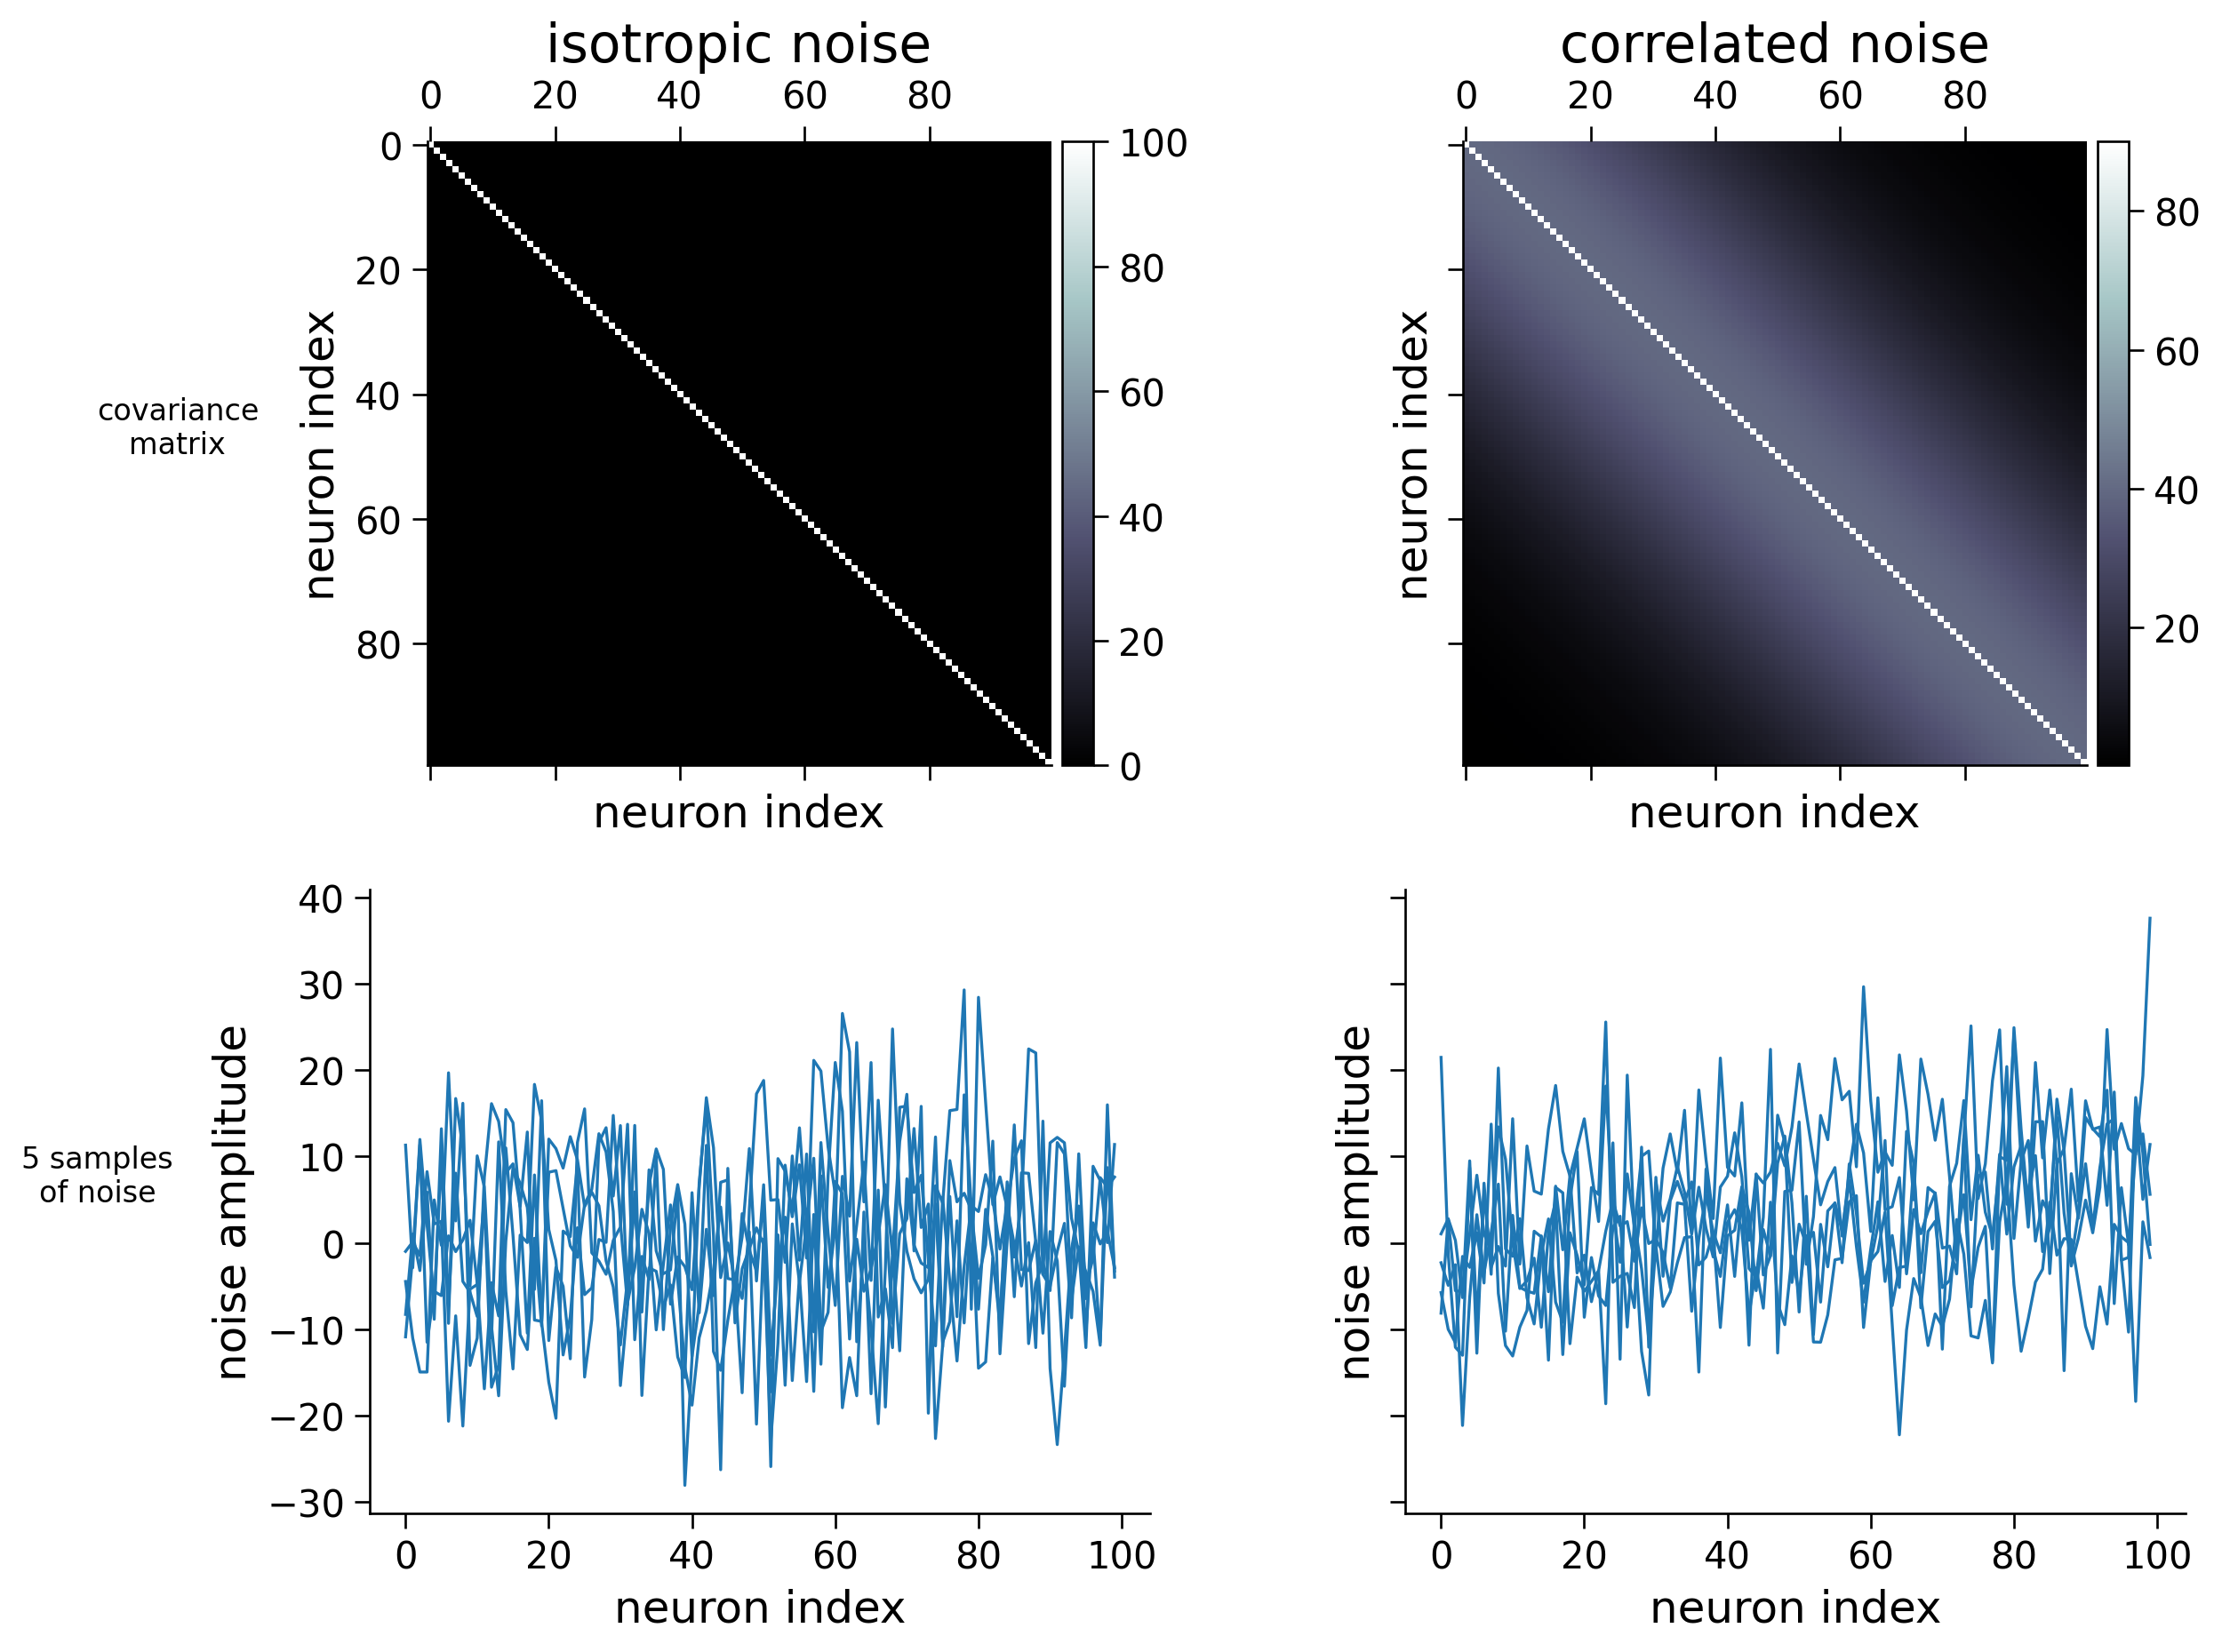 isotropic noise
correlated noise
0 20 40 60 80
0 20 40 60 80
0
20
40
60
80
neuron index
covariance
matrix
100
80
60
40
20
0
neuron index
neuron index
80
60
40
20
neuron index
40
30
20
10
0
−10
−20
−30
noise amplitude
5 samples
of noise
0 20 40 60 80 100
neuron index
noise amplitude
0 20 40 60 80 100
neuron index